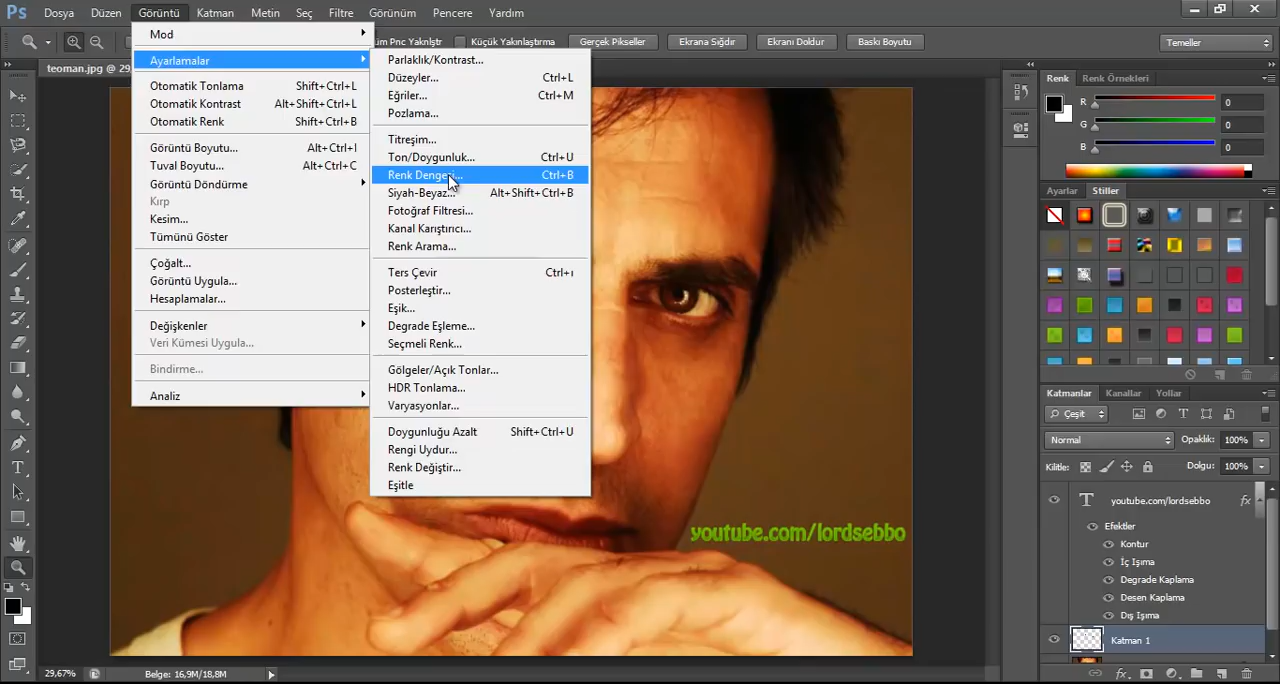 Ps Dosya Düzen Görüntü Katman Metin Seç Filtre Görünüm Pencere Yardım
Küçük Yakınlaştırma Gerçek Pikseller Ekrana Sığdır Ekranı Doldur Baskı Boyutu Temeller
teoman.jpg @ 29
Mod
Ayarlamalar
Otomatik Tonlama Shift+Ctrl+L
Otomatik Kontrast Alt+Shift+Ctrl+L
Otomatik Renk Shift+Ctrl+B
Görüntü Boyutu... Alt+Ctrl+I
Tuval Boyutu... Alt+Ctrl+C
Görüntü Döndürme
Kırp
Kesim...
Tümünü Göster
Çoğalt...
Görüntü Uygula...
Hesaplamalar...
Değişkenler
Veri Kümesi Uygula...
Bindirme...
Analiz
Parlaklık/Kontrast...
Düzeyler... Ctrl+L
Eğriler... Ctrl+M
Pozlama...
Titreşim...
Ton/Doygunluk... Ctrl+U
Renk Dengesi... Ctrl+B
Siyah-Beyaz... Alt+Shift+Ctrl+B
Fotoğraf Filtresi...
Kanal Karıştırıcı...
Renk Arama...
Ters Çevir Ctrl+ı
Posterleştir...
Eşik...
Degrade Eşleme...
Seçmeli Renk...
Gölgeler/Açık Tonlar...
HDR Tonlama...
Varyasyonlar...
Doygunluğu Azalt Shift+Ctrl+U
Rengi Uydur...
Renk Değiştir...
Eşitle
youtube.com/lordsebbo
Renk Renk Örnekleri
R 0
G 0
B 0
Ayarlar Stiller
Katmanlar Kanallar Yollar
Çeşit
Normal Opaklık: 100%
Kilitle: Dolgu: 100%
T youtube.com/lordsebbo fx
Efektler
Kontur
İç Işıma
Degrade Kaplama
Desen Kaplama
Dış Işıma
Katman 1
29,67% Belge: 16,9M/18,8M